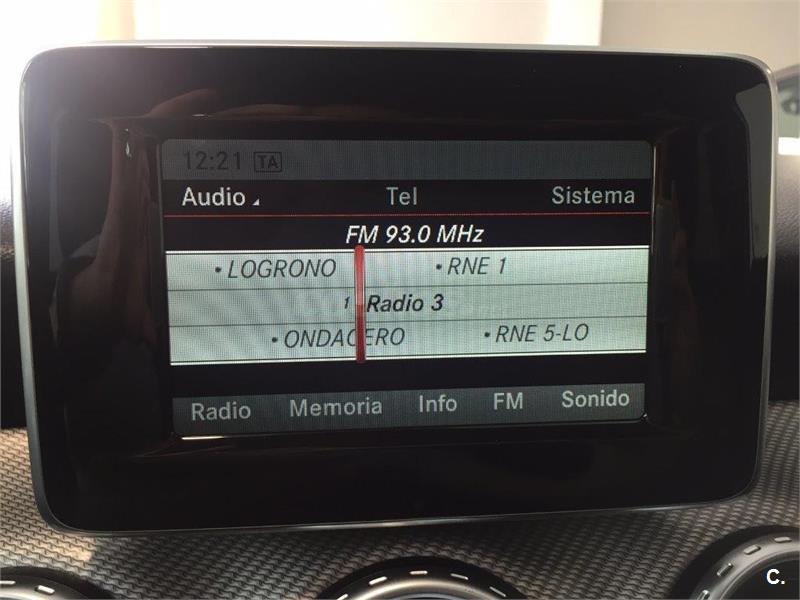 12:21 TA
Audio Tel Sistema
FM 93.0 MHz
• LOGRONO • RNE 1
1 Radio 3
• ONDACERO • RNE 5-LO
Radio Memoria Info FM Sonido
C.